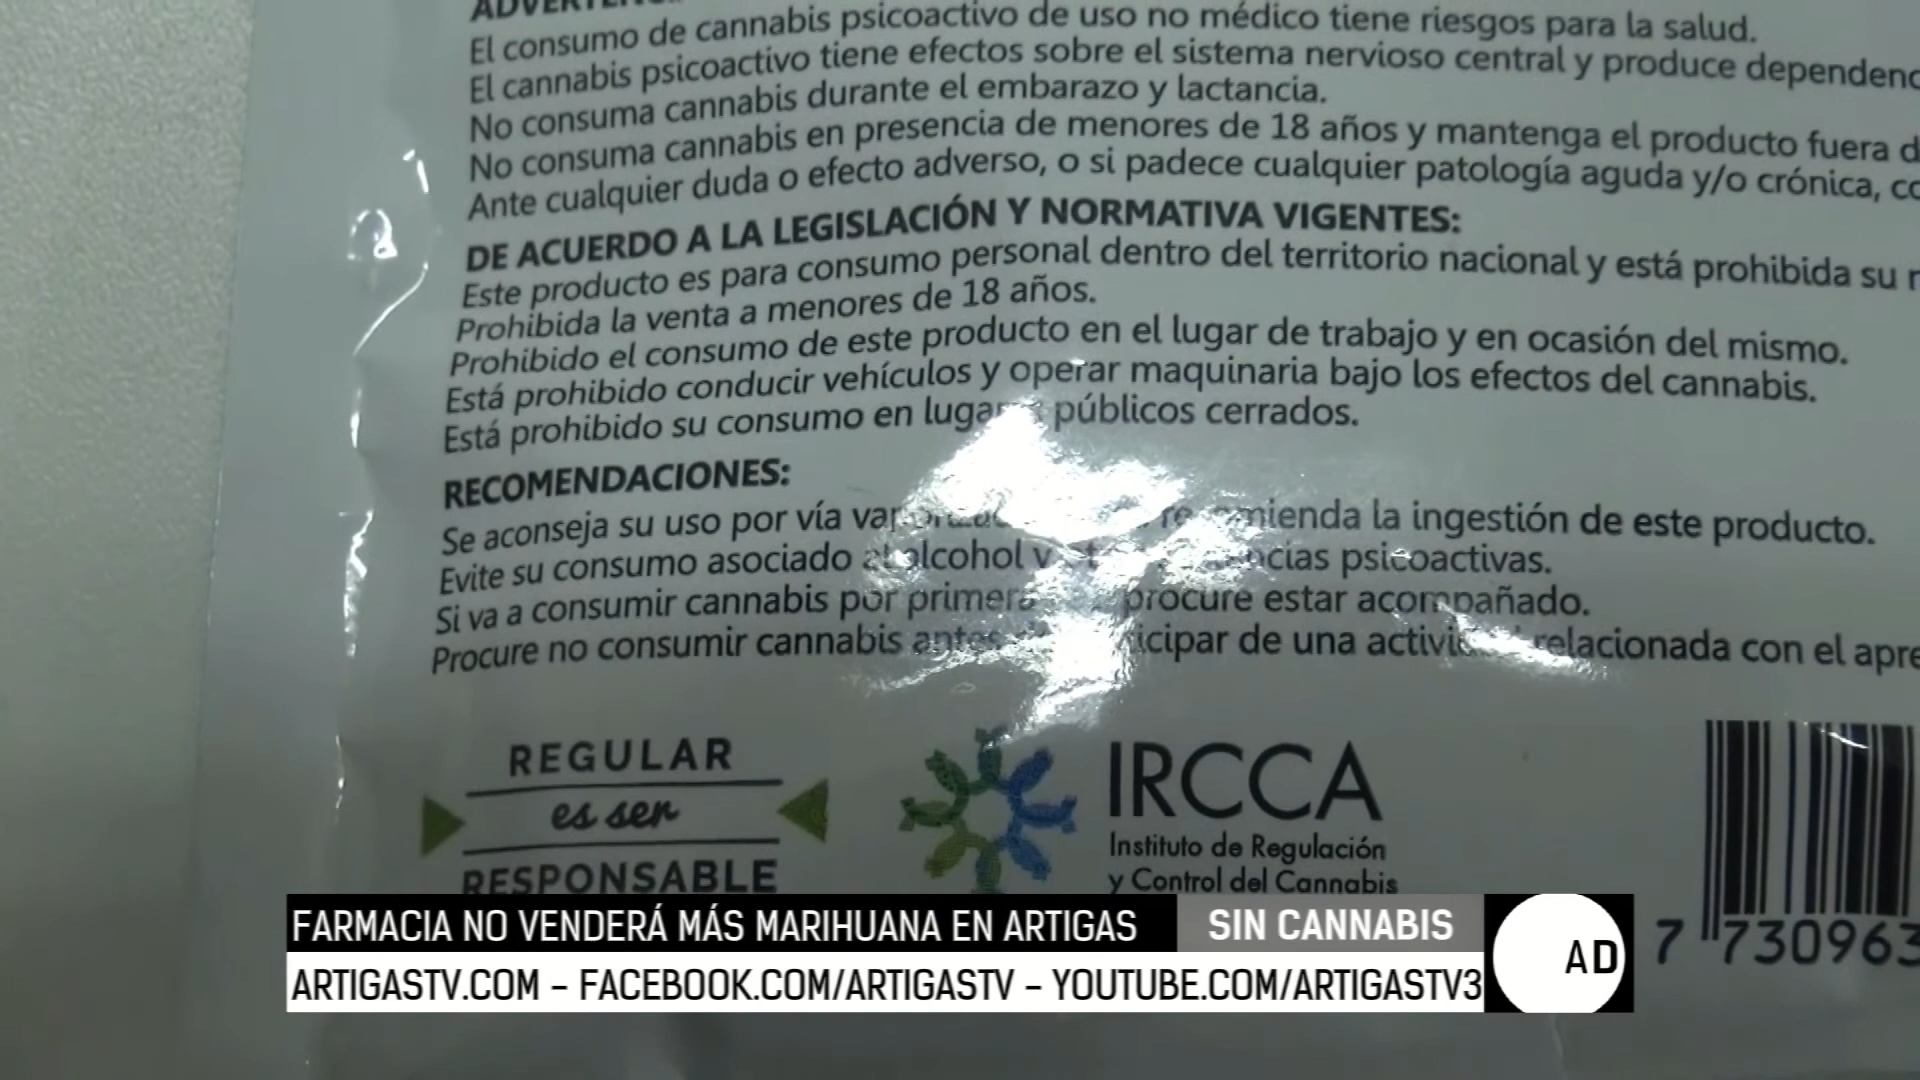 El consumo de cannabis psicoactivo de uso no médico tiene riesgos para la salud.
El cannabis psicoactivo tiene efectos sobre el sistema nervioso central y produce
No consuma cannabis durante el embarazo y lactancia.
No consuma cannabis en presencia de menores de 18 años y mantenga el producto fuera
Ante cualquier duda o efecto adverso, o si padece cualquier patología aguda y/o crónica,
DE ACUERDO A LA LEGISLACIÓN Y NORMATIVA VIGENTES:
Este producto es para consumo personal dentro del territorio nacional y está prohibida su
Prohibida la venta a menores de 18 años.
Prohibido el consumo de este producto en el lugar de trabajo y en ocasión del mismo.
Está prohibido conducir vehículos y operar maquinaria bajo los efectos del cannabis.
Está prohibido su consumo en públicos cerrados.
RECOMENDACIONES:
Se aconseja su uso por vía la ingestión de este producto.
Evite su consumo asociado alcohol y psicoactivas.
Si va a consumir cannabis por primera procure estar acompañado.
Procure no consumir cannabis de una relacionada con el
REGULAR
es ser
RESPONSABLE
IRCCA
Instituto de Regulación
y Control del Cannabis
7 730963
FARMACIA NO VENDERÁ MÁS MARIHUANA EN ARTIGAS
SIN CANNABIS
AD
ARTIGASTV.COM – FACEBOOK.COM/ARTIGASTV – YOUTUBE.COM/ARTIGASTV3